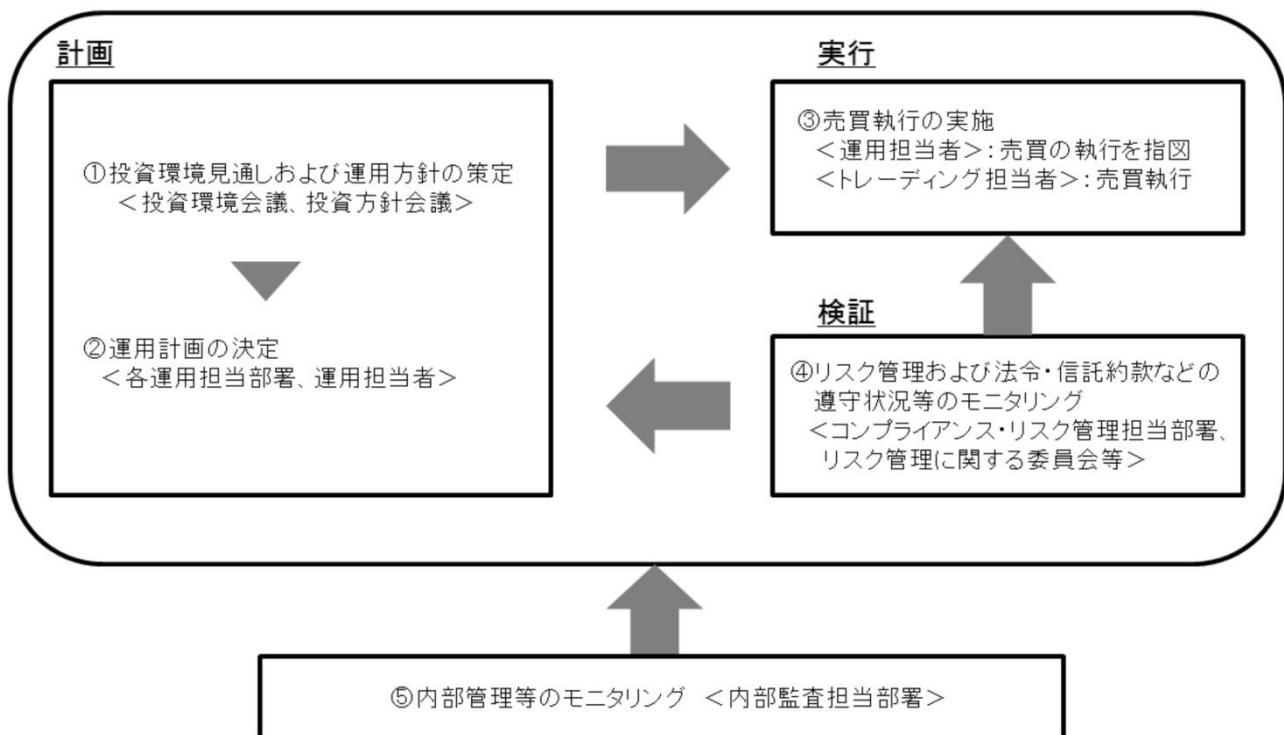 計画
①投資環境見通しおよび運用方針の策定
＜投資環境会議、投資方針会議＞
②運用計画の決定
＜各運用担当部署、運用担当者＞
実行
③売買執行の実施
＜運用担当者＞：売買の執行を指図
＜トレーディング担当者＞：売買執行
検証
④リスク管理および法令・信託約款などの
遵守状況等のモニタリング
＜コンプライアンス・リスク管理担当部署、
リスク管理に関する委員会等＞
⑤内部管理等のモニタリング ＜内部監査担当部署＞